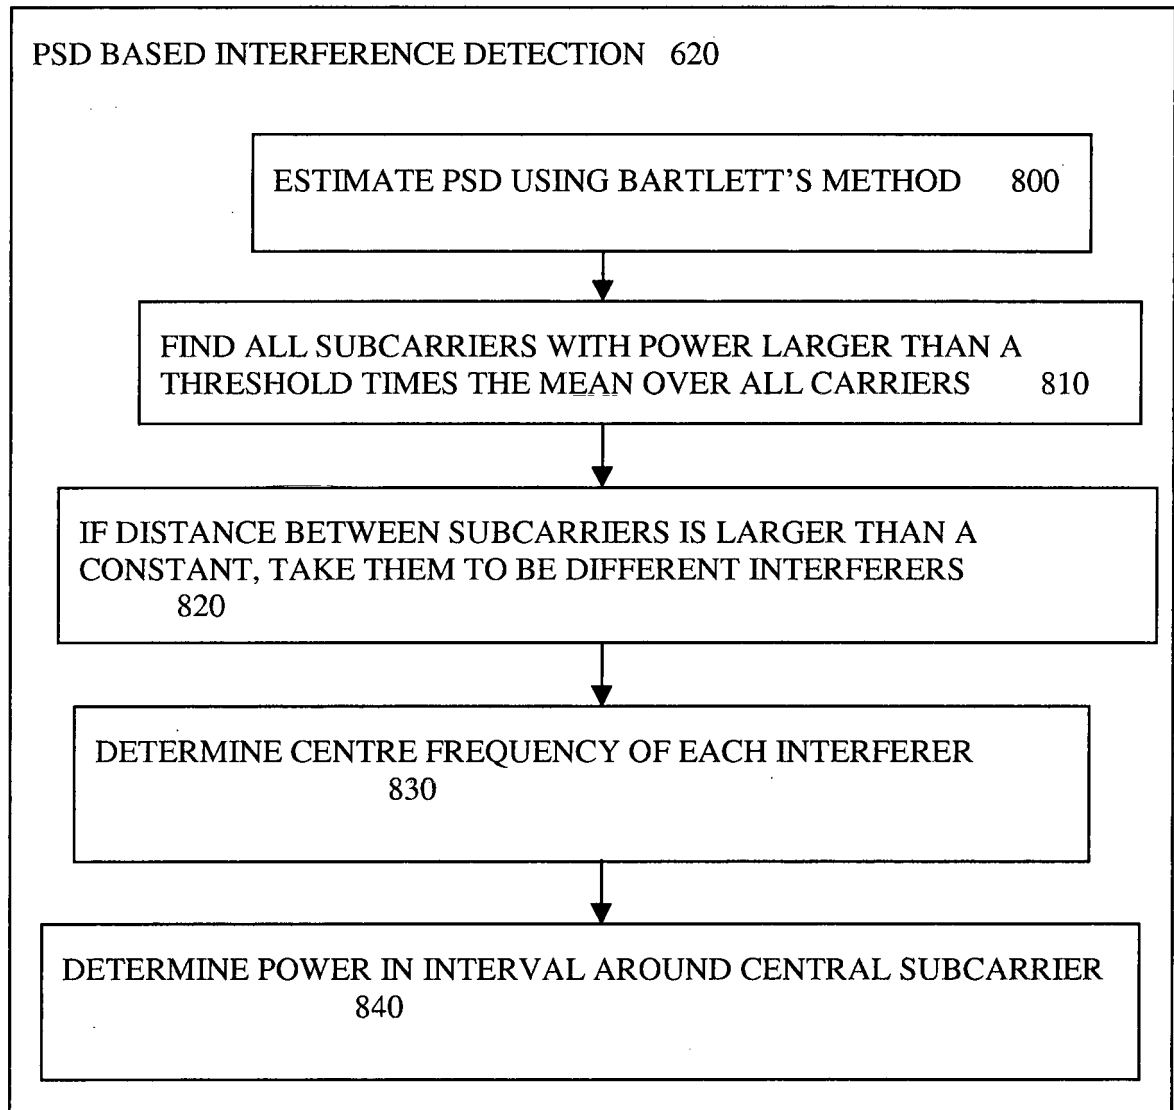 PSD BASED INTERFERENCE DETECTION 620
ESTIMATE PSD USING BARTLETT'S METHOD 800
FIND ALL SUBCARRIERS WITH POWER LARGER THAN A
THRESHOLD TIMES THE MEAN OVER ALL CARRIERS 810
IF DISTANCE BETWEEN SUBCARRIERS IS LARGER THAN A
CONSTANT, TAKE THEM TO BE DIFFERENT INTERFERERS
820
DETERMINE CENTRE FREQUENCY OF EACH INTERFERER
830
DETERMINE POWER IN INTERVAL AROUND CENTRAL SUBCARRIER
840